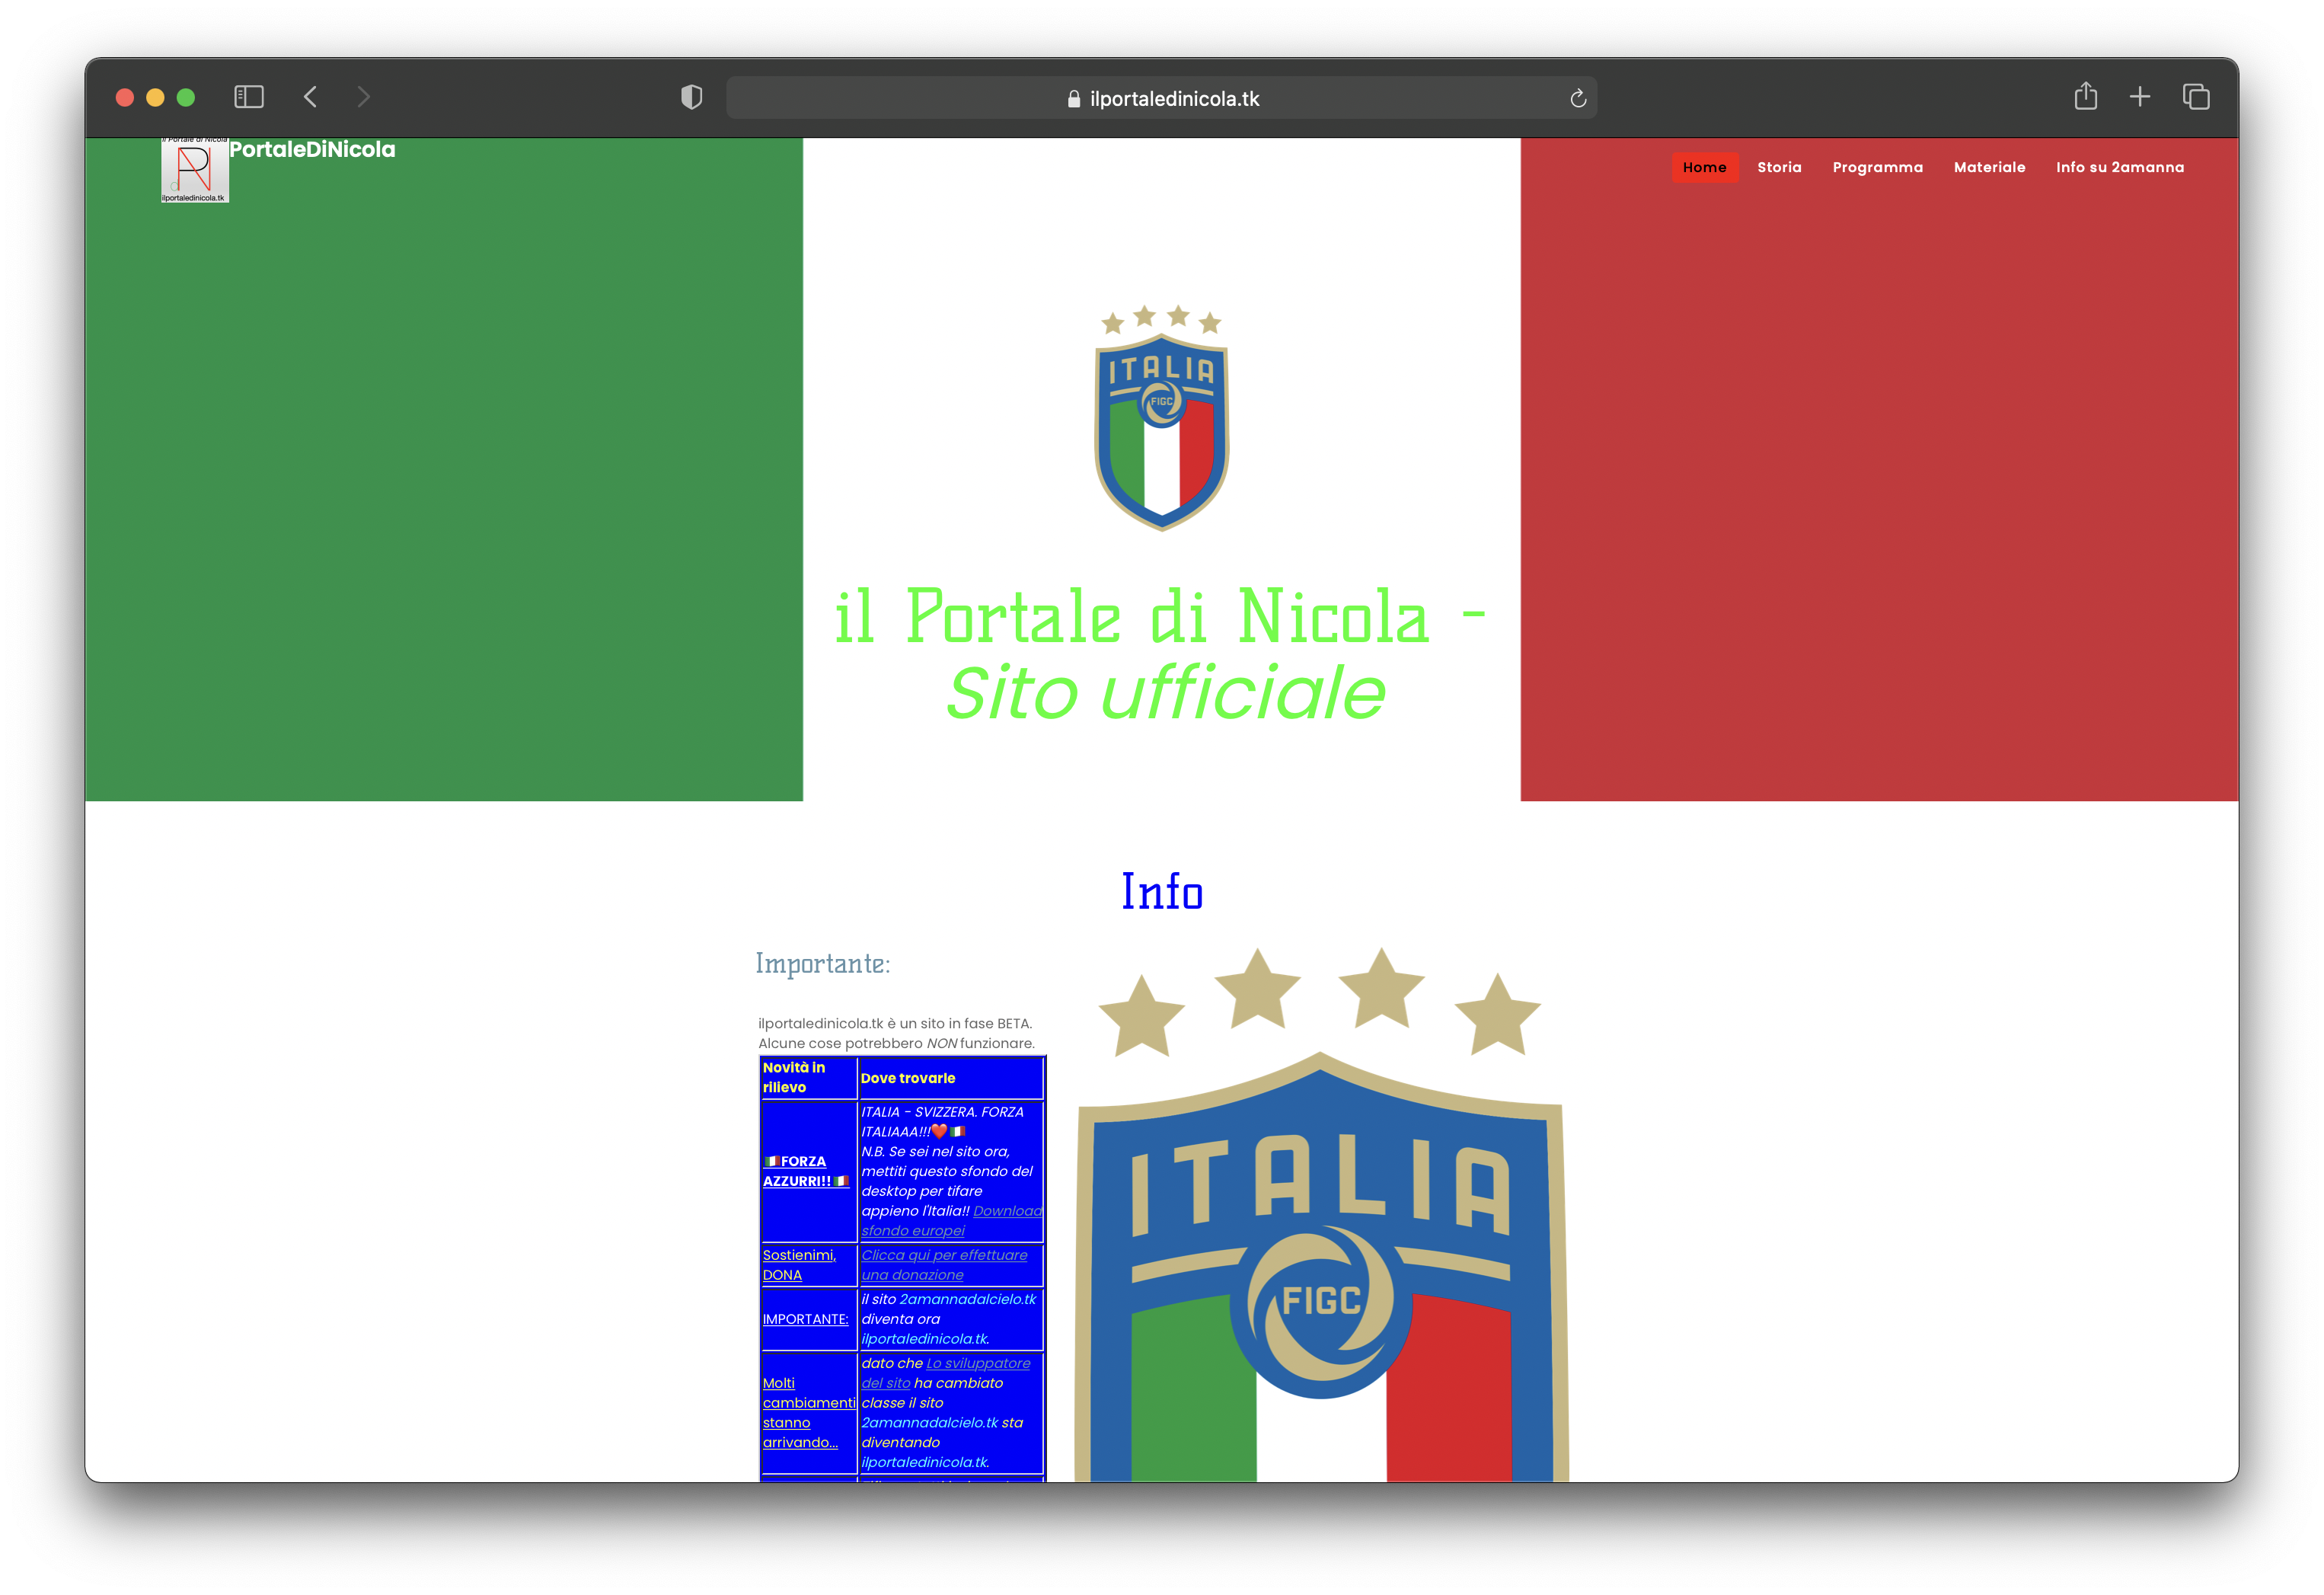 ilportaledinicola.tk
il Portale di Nicola
ilportaledinicola.tk
PortaleDiNicola
Home Storia Programma Materiale Info su 2amanna
ITALIA
FIGC
il Portale di Nicola -
Sito ufficiale
Info
Importante:
ilportaledinicola.tk è un sito in fase BETA.
Alcune cose potrebbero NON funzionare.
Novità in
rilievo
Dove trovarle
🇮🇹FORZA
AZZURRI!!🇮🇹
ITALIA - SVIZZERA. FORZA
ITALIAAA!!!❤️🇮🇹
N.B. Se sei nel sito ora,
mettiti questo sfondo del
desktop per tifare
appieno l'Italia!! Download
sfondo europei
Sostienimi,
DONA
Clicca qui per effettuare
una donazione
IMPORTANTE:
il sito 2amannadalcielo.tk
diventa ora
ilportaledinicola.tk.
Molti
cambiamenti
stanno
arrivando...
dato che Lo sviluppatore
del sito ha cambiato
classe il sito
2amannadalcielo.tk sta
diventando
ilportaledinicola.tk.
ITALIA
FIGC